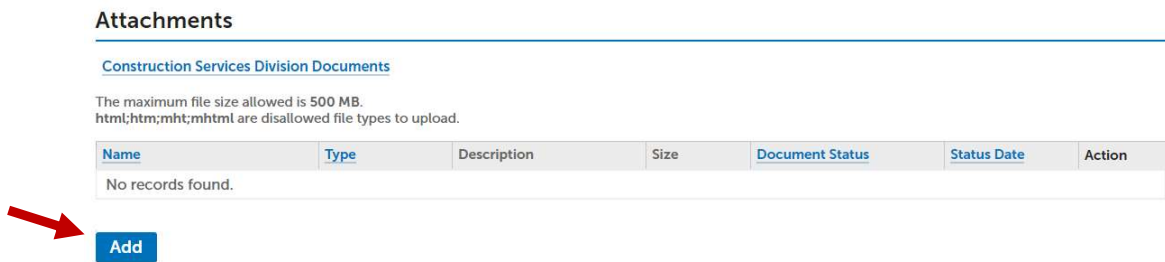 Attachments
Construction Services Division Documents
The maximum file size allowed is 500 MB.
html;htm;mht;mhtml are disallowed file types to upload.
Name Type Description Size Document Status Status Date Action
No records found.
Add